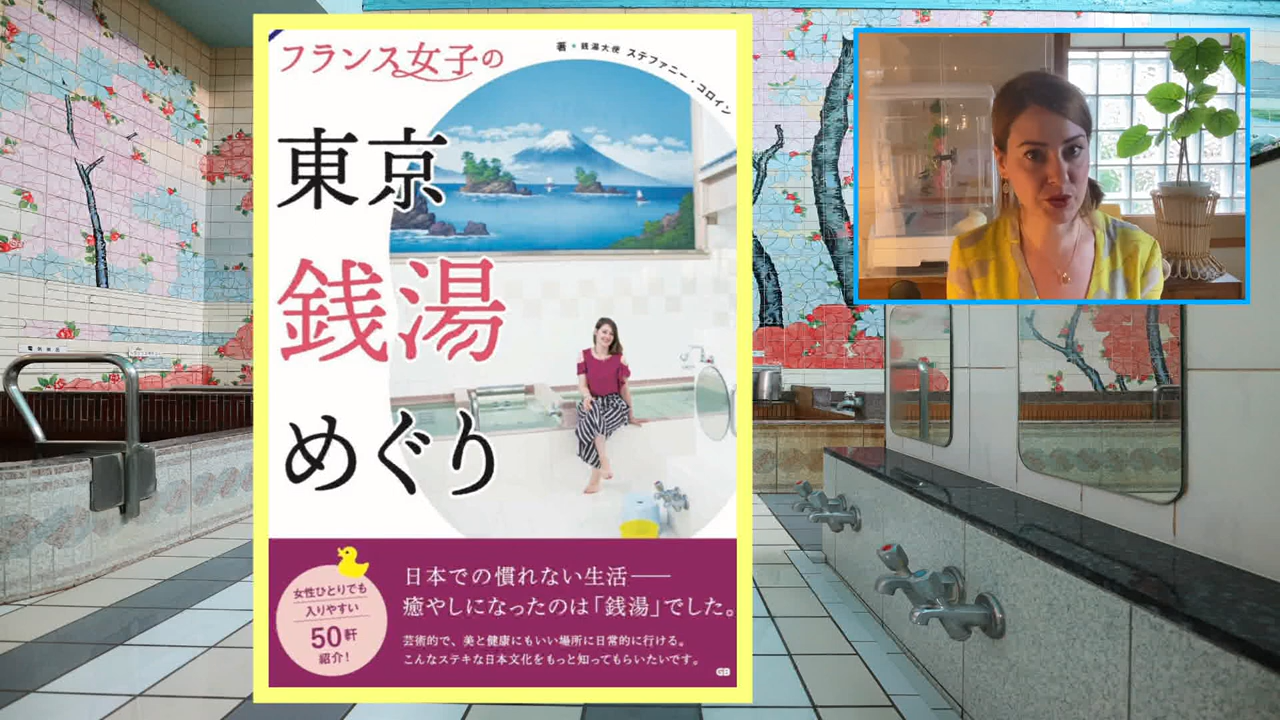 フランス女子の
著・銭湯大使 ステファニー・コロイン
東京
銭湯
めぐり
女性ひとりでも
入りやすい
50軒
紹介！
日本での慣れない生活――
癒やしになったのは「銭湯」でした。
芸術的で、美と健康にもいい場所に日常的に行ける。
こんなステキな日本文化をもっと知ってもらいたいです。